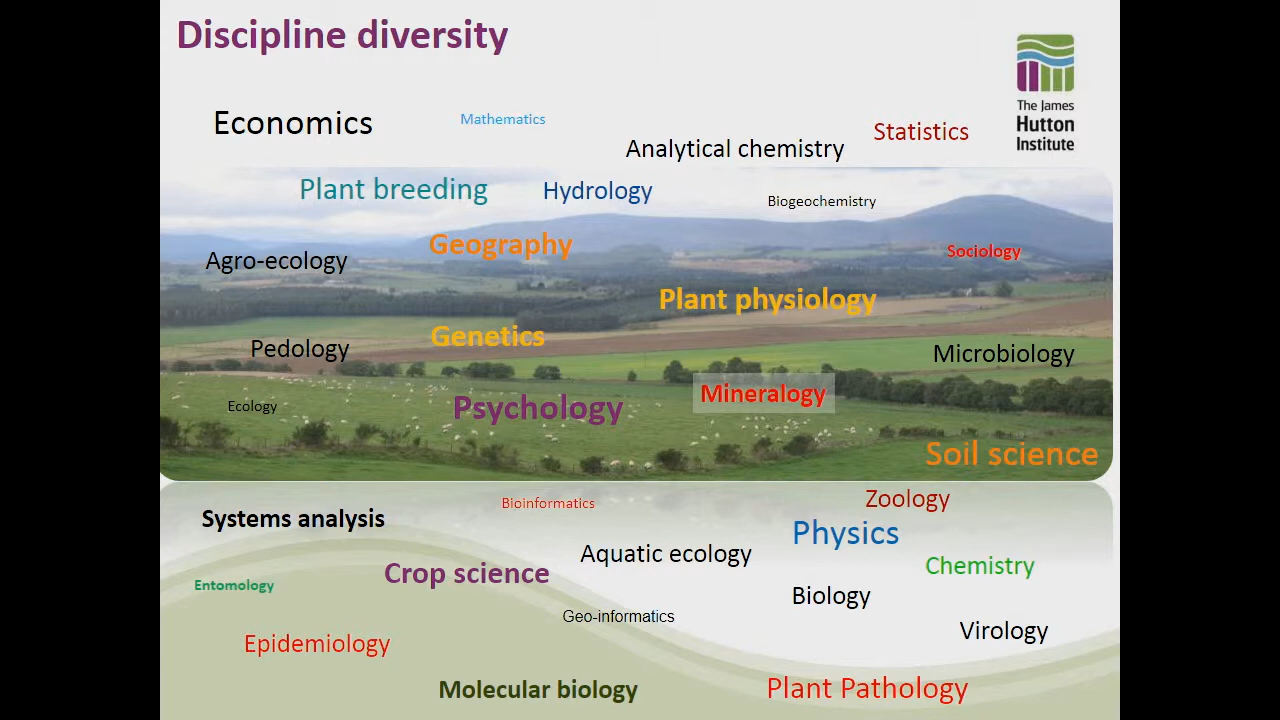 Discipline diversity
The James
Hutton
Institute
Economics
Mathematics
Analytical chemistry
Statistics
Plant breeding
Hydrology
Biogeochemistry
Agro-ecology
Geography
Sociology
Plant physiology
Genetics
Pedology
Microbiology
Ecology
Psychology
Mineralogy
Soil science
Systems analysis
Bioinformatics
Zoology
Physics
Aquatic ecology
Chemistry
Crop science
Entomology
Biology
Geo-informatics
Virology
Epidemiology
Molecular biology
Plant Pathology